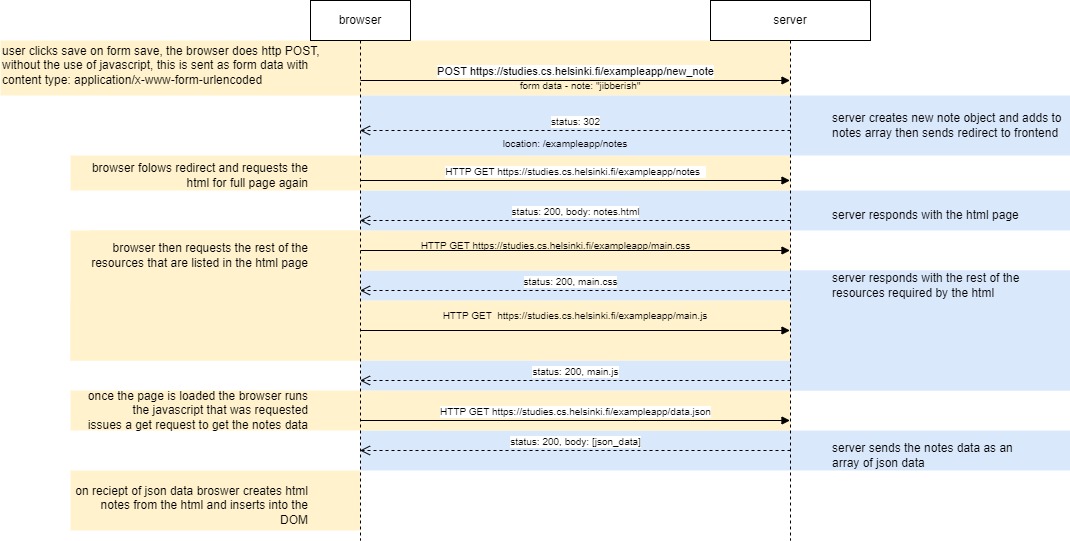 browser
server
user clicks save on form save, the browser does http POST,
without the use of javascript, this is sent as form data with
content type: application/x-www-form-urlencoded
POST https://studies.cs.helsinki.fi/exampleapp/new_note
form data - note: "jibberish"
status: 302
location: /exampleapp/notes
server creates new note object and adds to
notes array then sends redirect to frontend
browser folows redirect and requests the
html for full page again
HTTP GET https://studies.cs.helsinki.fi/exampleapp/notes
status: 200, body: notes.html
server responds with the html page
browser then requests the rest of the
resources that are listed in the html page
HTTP GET https://studies.cs.helsinki.fi/exampleapp/main.css
status: 200, main.css
server responds with the rest of the
resources required by the html
HTTP GET  https://studies.cs.helsinki.fi/exampleapp/main.js
status: 200, main.js
once the page is loaded the browser runs
the javascript that was requested
issues a get request to get the notes data
HTTP GET https://studies.cs.helsinki.fi/exampleapp/data.json
status: 200, body: [json_data]
server sends the notes data as an
array of json data
on reciept of json data broswer creates html
notes from the html and inserts into the
DOM